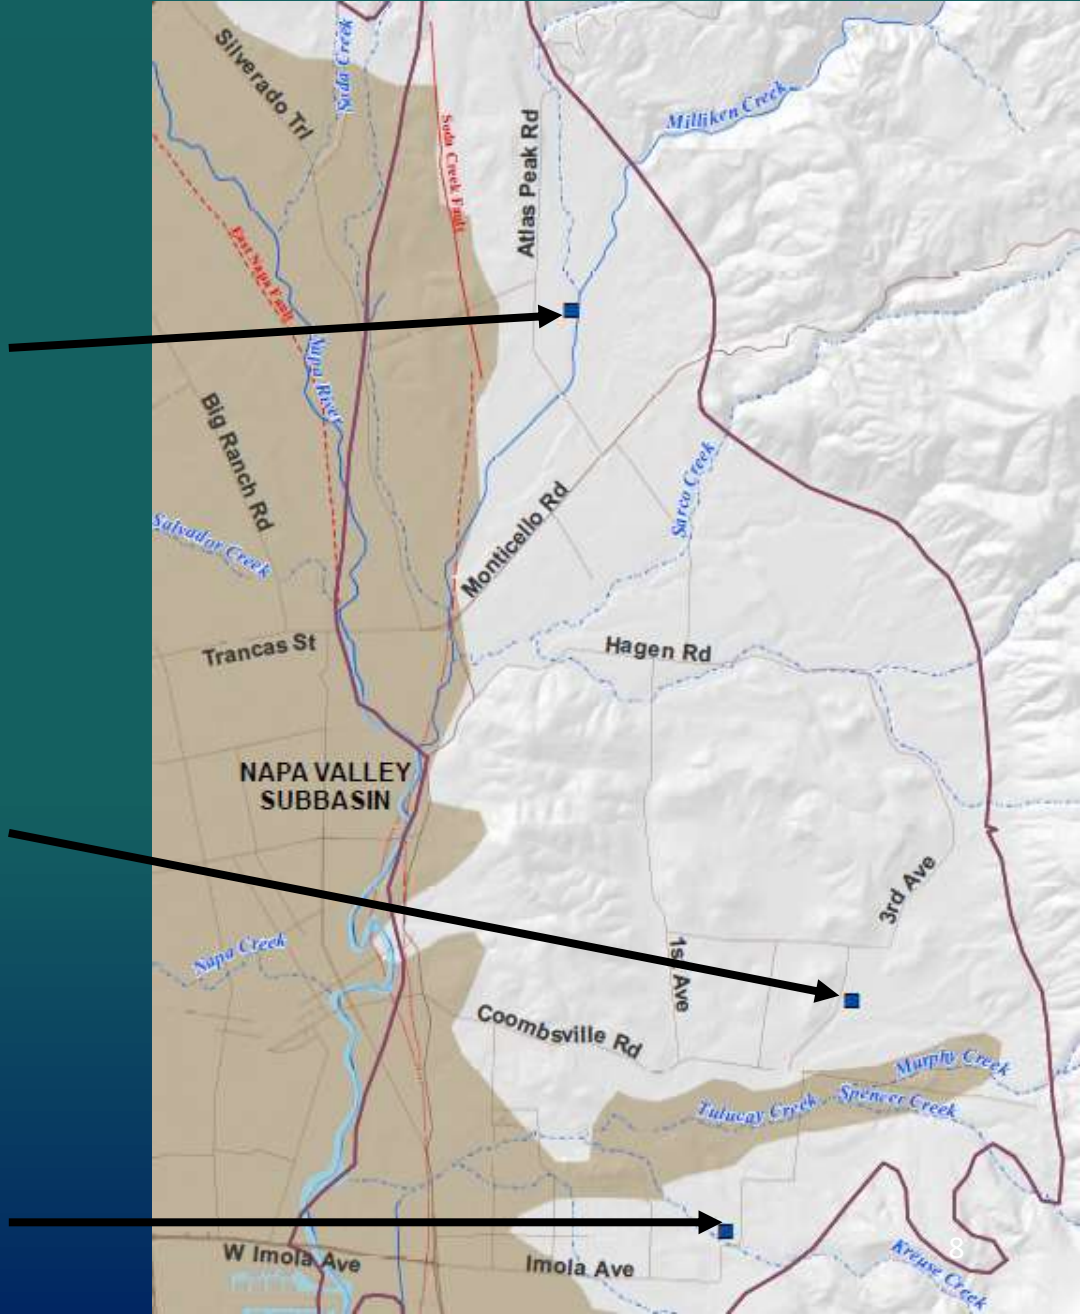 Silverado Trl
Soda Creek
Soda Creek Fault
Atlas Peak Rd
Milliken Creek
East Napa Fault
Napa River
Big Ranch Rd
Salvador Creek
Monticello Rd
Sarco Creek
Trancas St
Hagen Rd
NAPA VALLEY
SUBBASIN
3rd Ave
Napa Creek
1st Ave
Coombsville Rd
Murphy Creek
Tulucay Creek
Spencer Creek
W Imola Ave
Imola Ave
Kreuse Creek
8